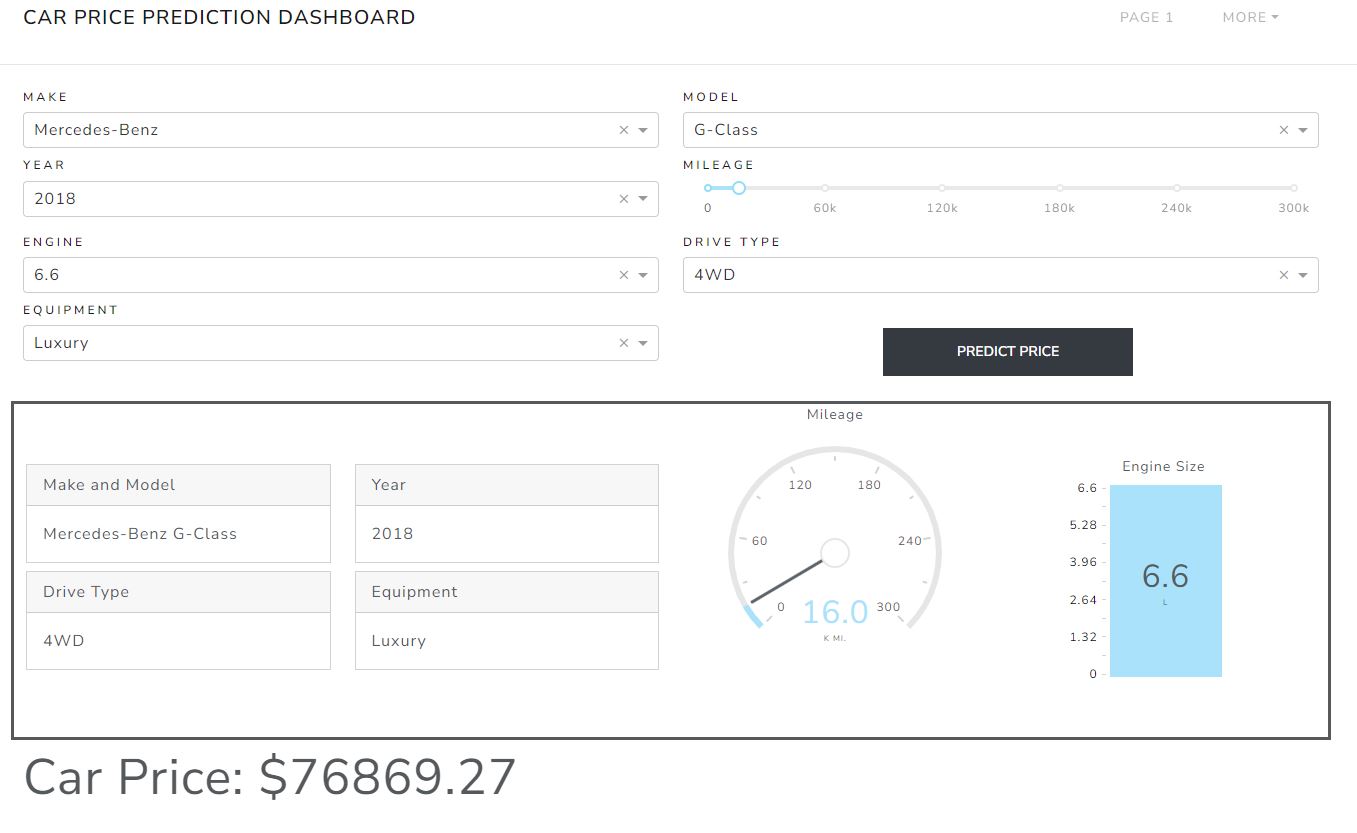 CAR PRICE PREDICTION DASHBOARD
PAGE 1 MORE
MAKE
Mercedes-Benz
MODEL
G-Class
YEAR
2018
MILEAGE
0 60k 120k 180k 240k 300k
ENGINE
6.6
DRIVE TYPE
4WD
EQUIPMENT
Luxury
PREDICT PRICE
Make and Model
Mercedes-Benz G-Class
Year
2018
Drive Type
4WD
Equipment
Luxury
Mileage
0
60
120
180
240
300
16.0
K MI.
Engine Size
6.6
5.28
3.96
2.64
1.32
0
6.6
L
Car Price: $76869.27